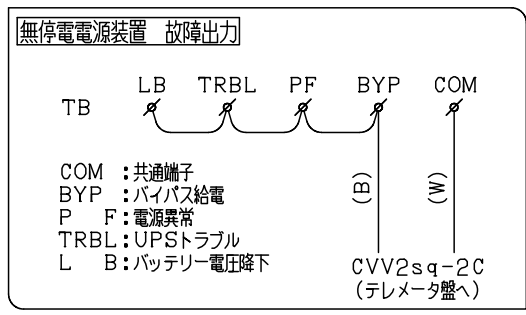 無停電電源装置 故障出力
LB TRBL PF BYP COM
TB
(B) (W)
COM :共通端子
BYP :バイパス給電
P F:電源異常
TRBL:UPSトラブル
L B:バッテリー電圧降下
CVV2sq-2C
(テレメータ盤へ)